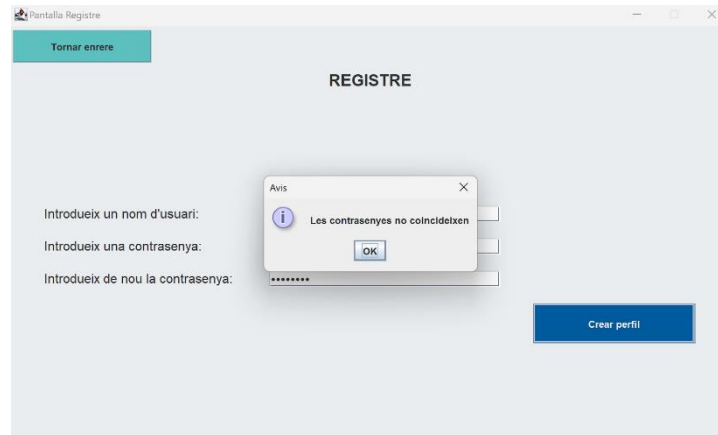 Pantalla Registre
Tornar enrere
REGISTRE
Avis
Les contrasenyes no coincideixen
OK
Introdueix un nom d'usuari:
Introdueix una contrasenya:
Introdueix de nou la contrasenya:
••••••••
Crear perfil